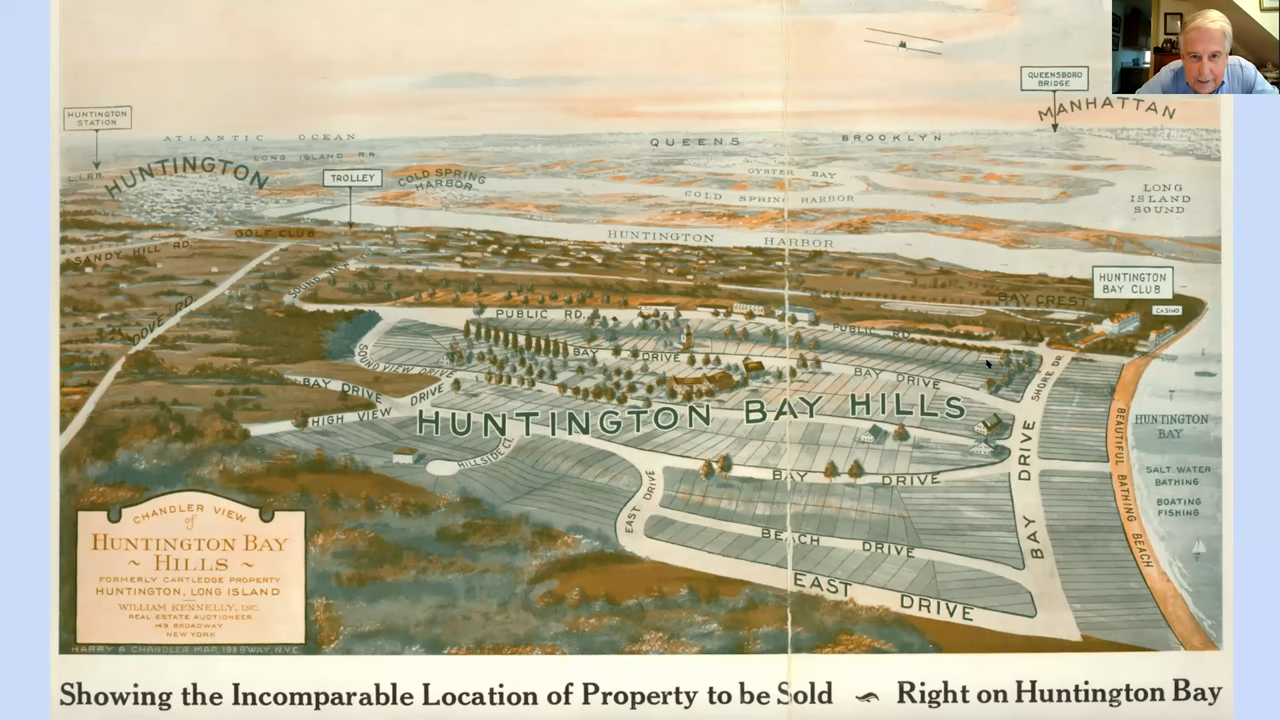 QUEENSBORO
BRIDGE
MANHATTAN
HUNTINGTON
STATION
ATLANTIC OCEAN
QUEENS
BROOKLYN
L.I.R.R.
HUNTINGTON
LONG ISLAND R.R.
TROLLEY
COLD SPRING
HARBOR
OYSTER BAY
COLD SPRING HARBOR
LONG
ISLAND
SOUND
GOLF CLUB
HUNTINGTON HARBOR
SANDY HILL RD.
HUNTINGTON
BAY CLUB
CASINO
BAY CREST
DOVE RD.
PUBLIC RD.
PUBLIC RD.
SOUND VIEW DRIVE
BAY DRIVE
BAY DRIVE
SHORE DR.
BAY DRIVE
HIGH VIEW DRIVE
HUNTINGTON BAY HILLS
HILLSIDE CT.
BAY DRIVE
EAST DRIVE
BEACH DRIVE
EAST DRIVE
BAY DRIVE
BEAUTIFUL BATHING BEACH
HUNTINGTON
BAY
SALT WATER
BATHING
BOATING
FISHING
CHANDLER VIEW
of
HUNTINGTON BAY
~ HILLS ~
FORMERLY CARTLEDGE PROPERTY
HUNTINGTON, LONG ISLAND
WILLIAM KENNELLY, INC.
REAL ESTATE AUCTIONEER
149 BROADWAY
NEW YORK
HARRY A. CHANDLER MAP, 198 B'WAY, N.Y.C.
Showing the Incomparable Location of Property to be Sold ~ Right on Huntington Bay